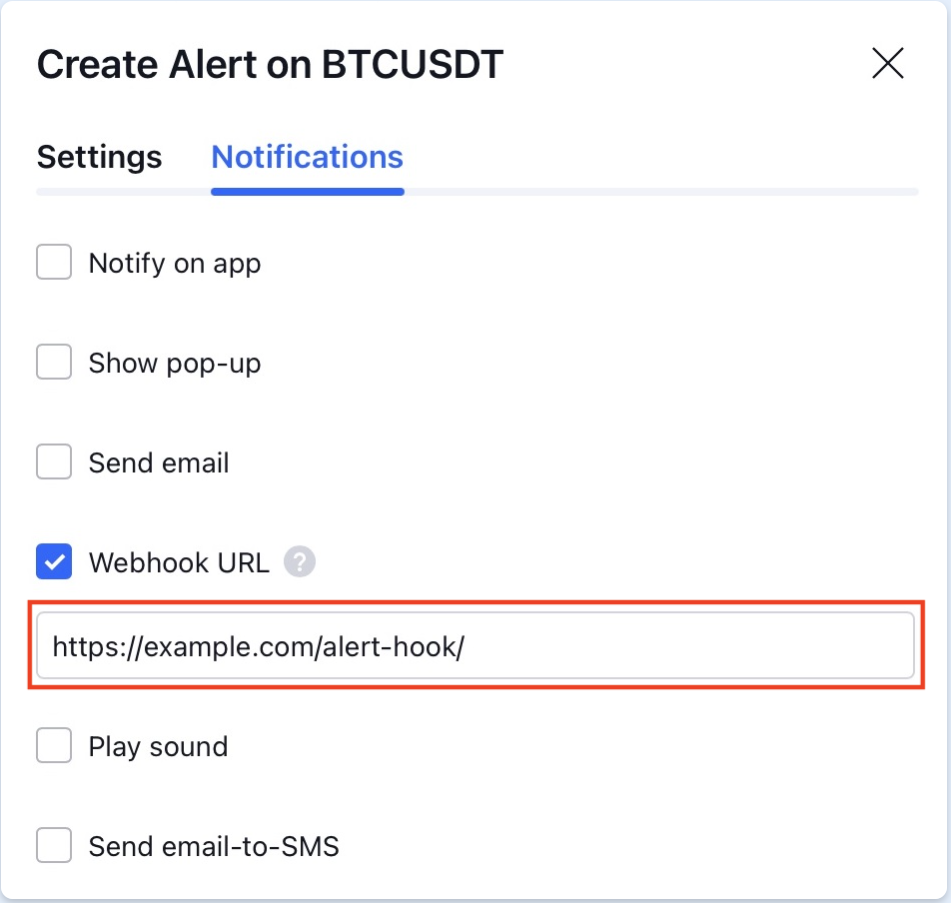 Create Alert on BTCUSDT
Settings Notifications
Notify on app
Show pop-up
Send email
Webhook URL ?
https://example.com/alert-hook/
Play sound
Send email-to-SMS